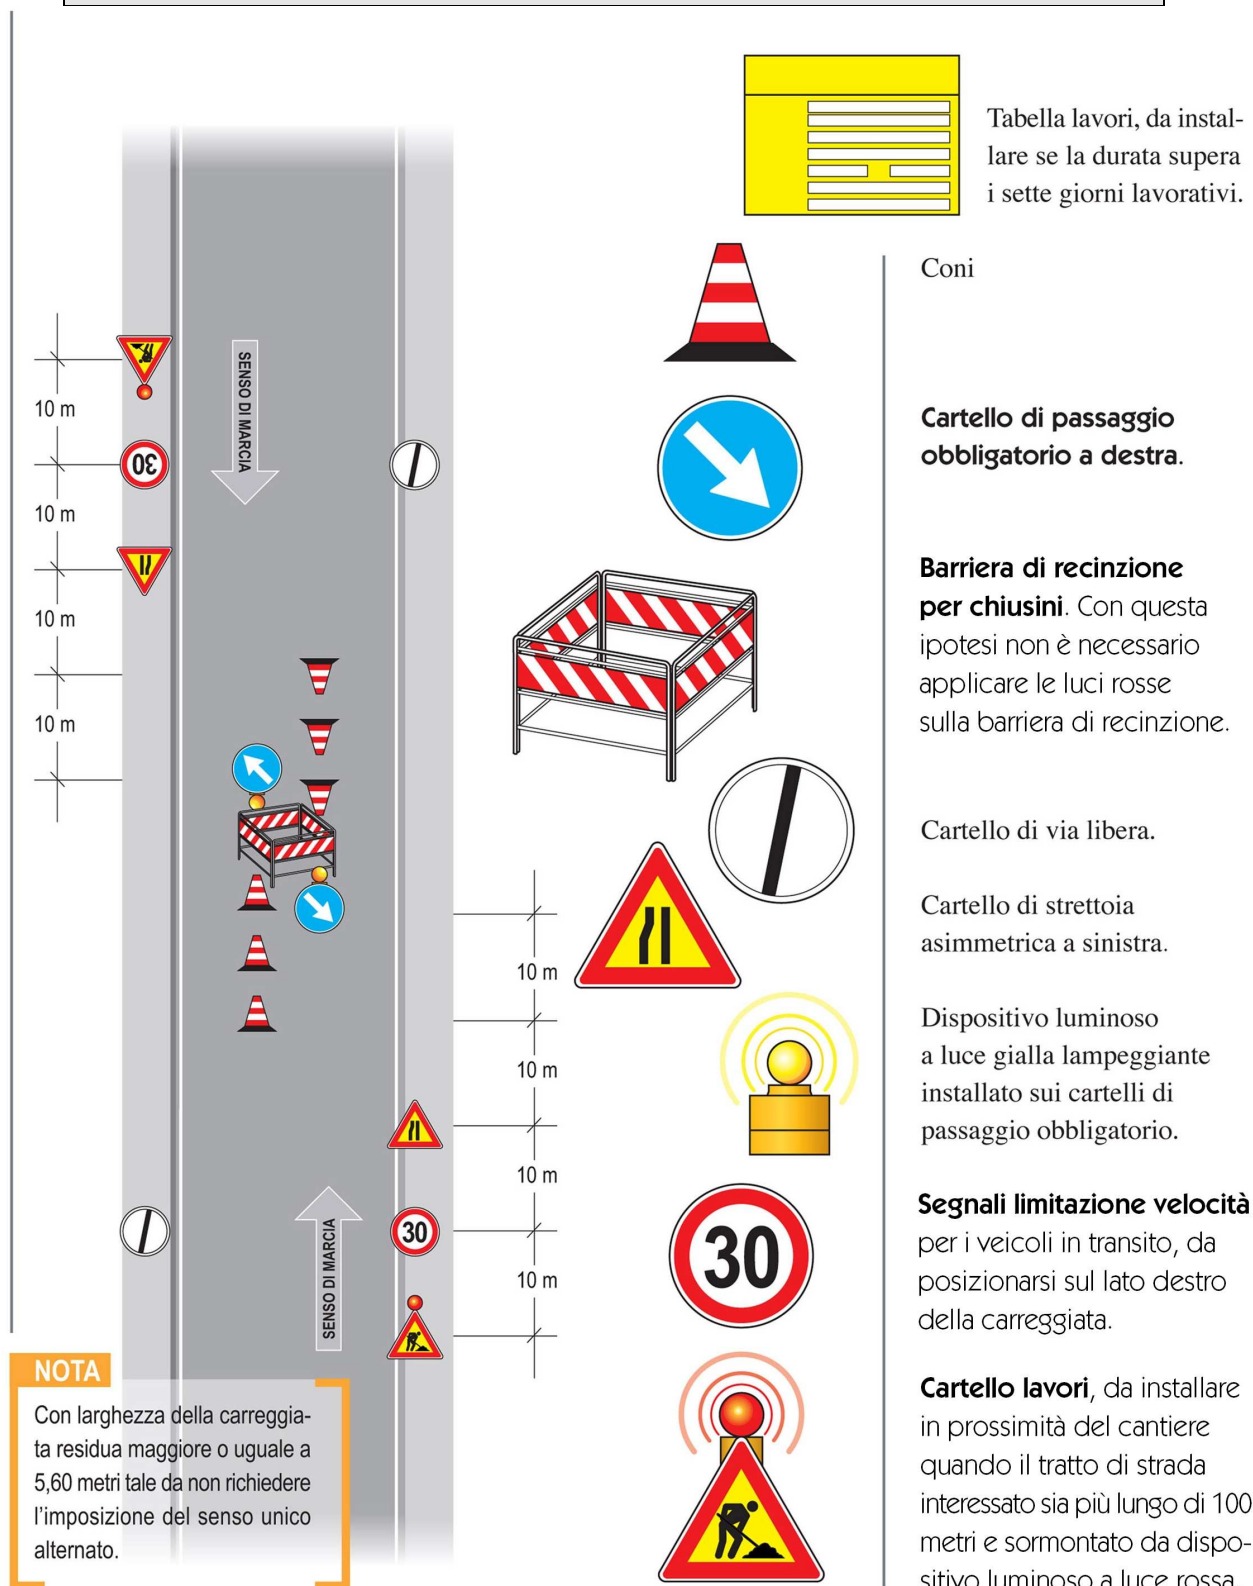 Tabella lavori, da instal-
lare se la durata supera
i sette giorni lavorativi.
Coni
Cartello di passaggio
obbligatorio a destra.
Barriera di recinzione
per chiusini. Con questa
ipotesi non è necessario
applicare le luci rosse
sulla barriera di recinzione.
Cartello di via libera.
Cartello di strettoia
asimmetrica a sinistra.
Dispositivo luminoso
a luce gialla lampeggiante
installato sui cartelli di
passaggio obbligatorio.
Segnali limitazione velocità
per i veicoli in transito, da
posizionarsi sul lato destro
della carreggiata.
Cartello lavori, da installare
in prossimità del cantiere
quando il tratto di strada
interessato sia più lungo di 100
metri e sormontato da dispo-
sitivo luminoso a luce rossa
30
SENSO DI MARCIA
30
10 m
10 m
10 m
10 m
10 m
10 m
10 m
10 m
30
SENSO DI MARCIA
NOTA
Con larghezza della carreggia-
ta residua maggiore o uguale a
5,60 metri tale da non richiedere
l'imposizione del senso unico
alternato.